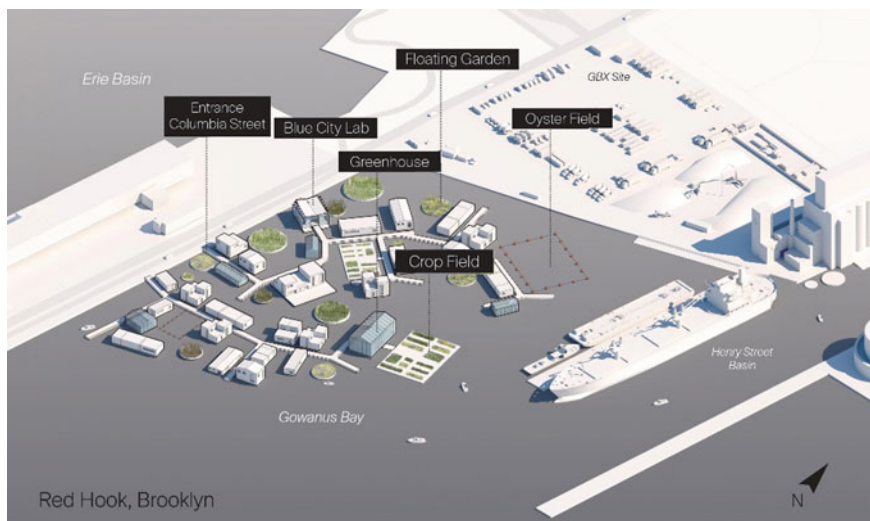 Floating Garden
Erie Basin
GBX Site
Entrance
Columbia Street
Blue City Lab
Oyster Field
Greenhouse
Crop Field
Henry Street
Basin
Gowanus Bay
Red Hook, Brooklyn
N